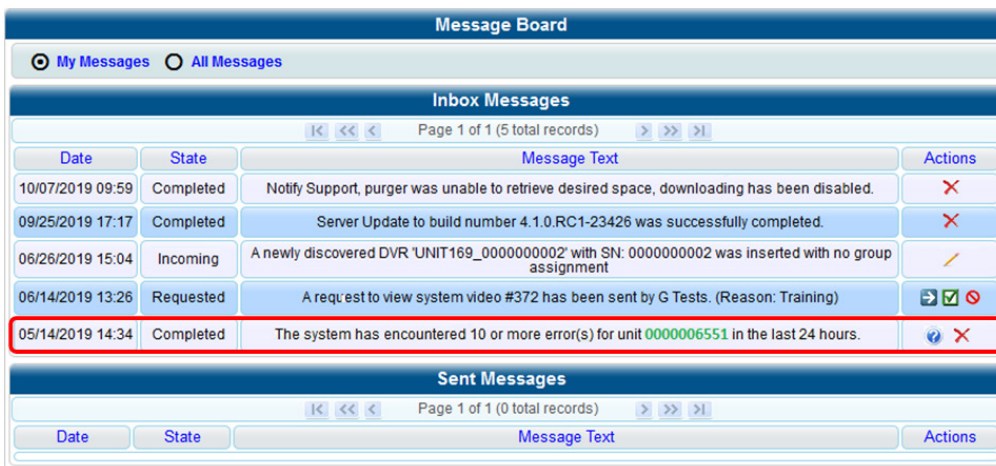 Message Board
My Messages All Messages
Inbox Messages
|< << < Page 1 of 1 (5 total records) > >> >|
Date State Message Text Actions
10/07/2019 09:59 Completed Notify Support, purger was unable to retrieve desired space, downloading has been disabled.
09/25/2019 17:17 Completed Server Update to build number 4.1.0.RC1-23426 was successfully completed.
06/26/2019 15:04 Incoming A newly discovered DVR 'UNIT169_0000000002' with SN: 0000000002 was inserted with no group
assignment
06/14/2019 13:26 Requested A request to view system video #372 has been sent by G Tests. (Reason: Training)
05/14/2019 14:34 Completed The system has encountered 10 or more error(s) for unit 0000006551 in the last 24 hours.
Sent Messages
|< << < Page 1 of 1 (0 total records) > >> >|
Date State Message Text Actions